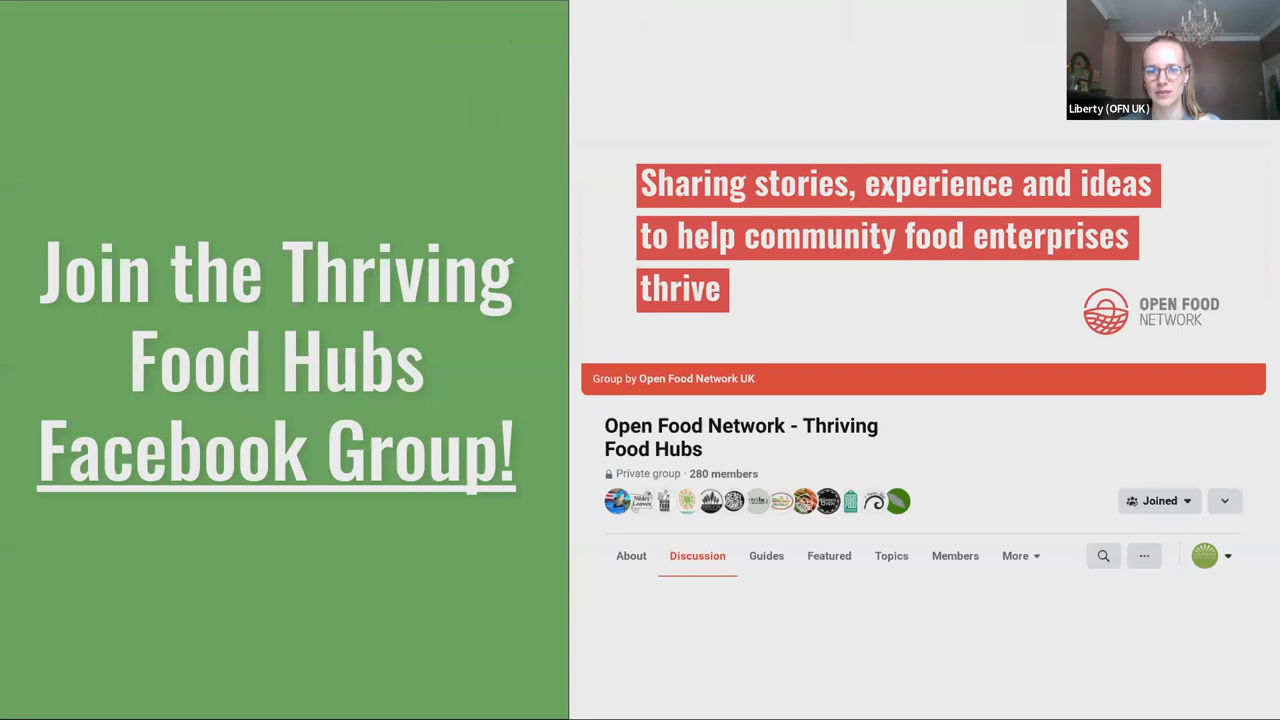 Join the Thriving
Food Hubs
Facebook Group!
Liberty (OFN UK)
Sharing stories, experience and ideas
to help community food enterprises
thrive
OPEN FOOD
NETWORK
Group by Open Food Network UK
Open Food Network - Thriving
Food Hubs
Private group · 280 members
Joined
About Discussion Guides Featured Topics Members More